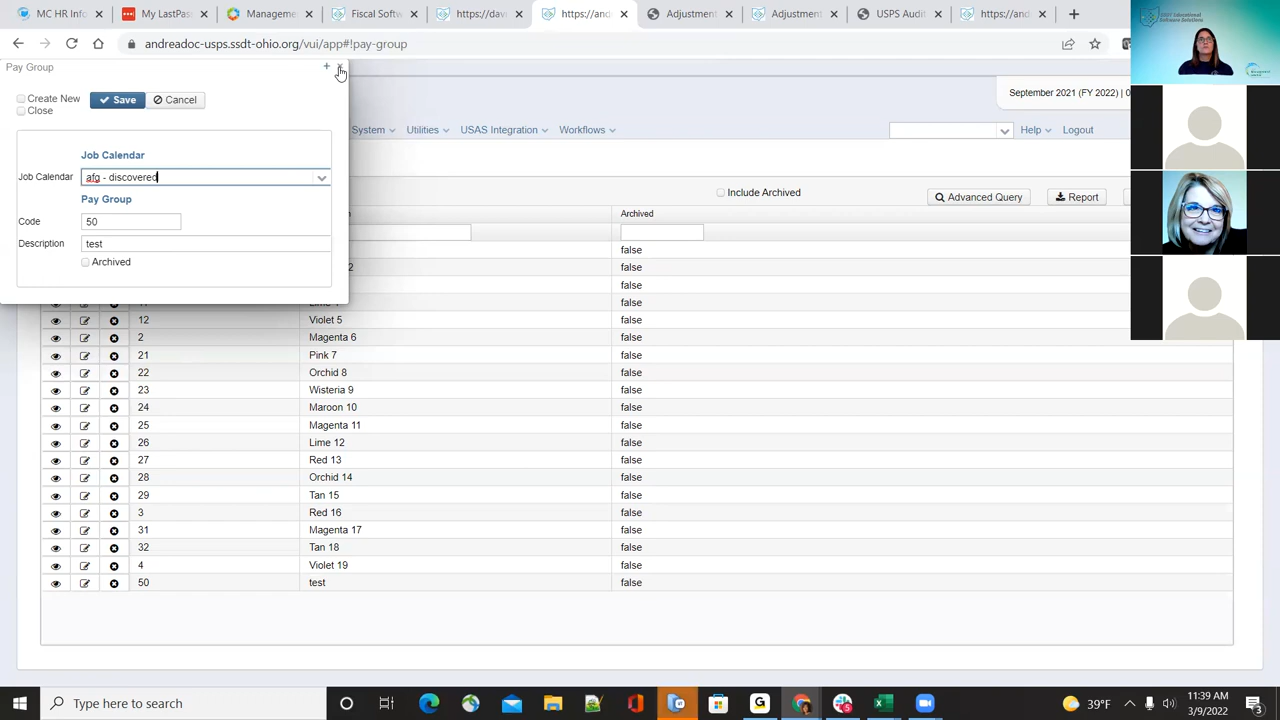 MC HR Info
My LastPass
Management
Fiscal Softw
https://and
Adjustment
Adjustment
https://and
andreadoc-usps.ssdt-ohio.org/vui/app#!pay-group
Pay Group
September 2021 (FY 2022) | 0
Create New
Close
Save
Cancel
System
Utilities
USAS Integration
Workflows
Help
Logout
Job Calendar
Job Calendar
afg - discovered
Pay Group
Code
50
Description
test
Archived
Include Archived
Advanced Query
Report
Archived
false
2
false
false
false
12
Violet 5
false
2
Magenta 6
false
21
Pink 7
false
22
Orchid 8
false
23
Wisteria 9
false
24
Maroon 10
false
25
Magenta 11
false
26
Lime 12
false
27
Red 13
false
28
Orchid 14
false
29
Tan 15
false
3
Red 16
false
31
Magenta 17
false
32
Tan 18
false
4
Violet 19
false
50
test
false
Type here to search
39°F
11:39 AM
3/9/2022
3